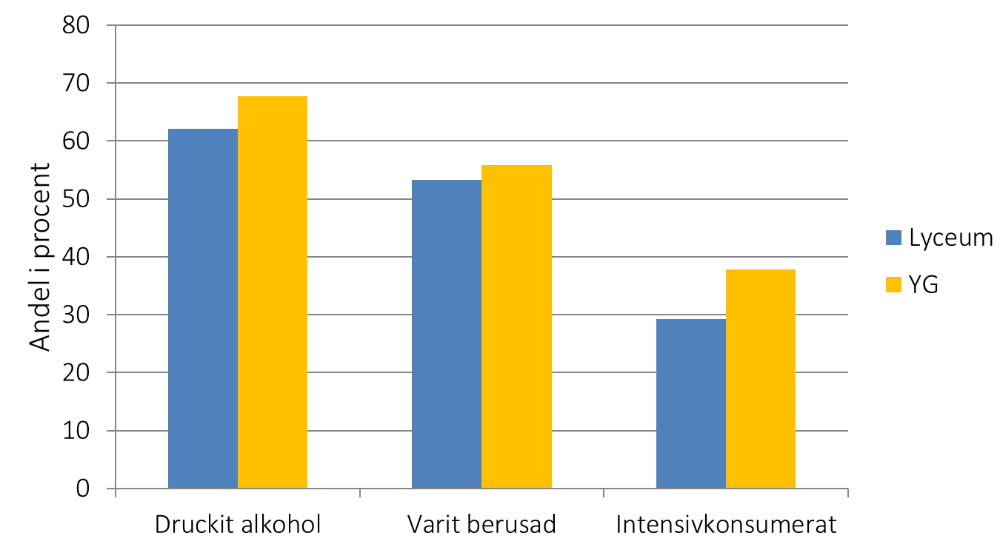 80
70
60
50
40
30
20
10
0
Andel i procent
Druckit alkohol
Varit berusad
Intensivkonsumerat
Lyceum
YG